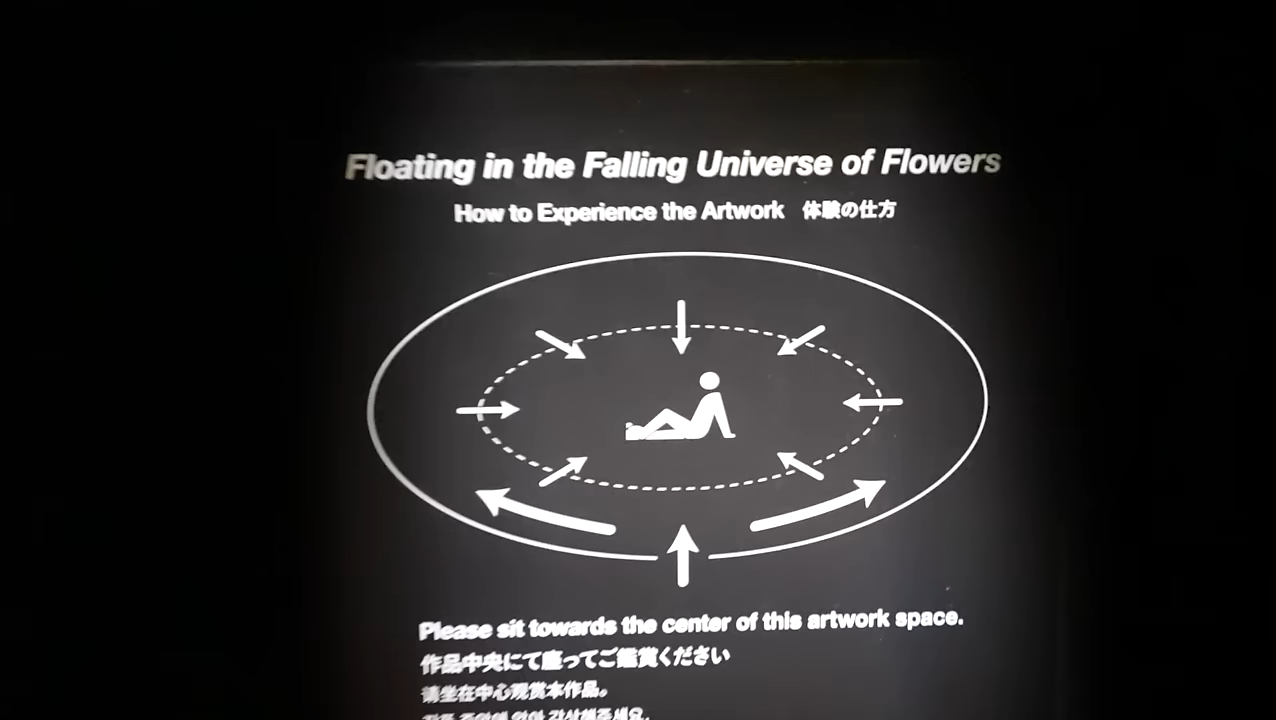 Floating in the Falling Universe of Flowers
How to Experience the Artwork 体験の仕方
Please sit towards the center of this artwork space.
作品中央にて座ってご鑑賞ください
请坐在中心观赏本作品。